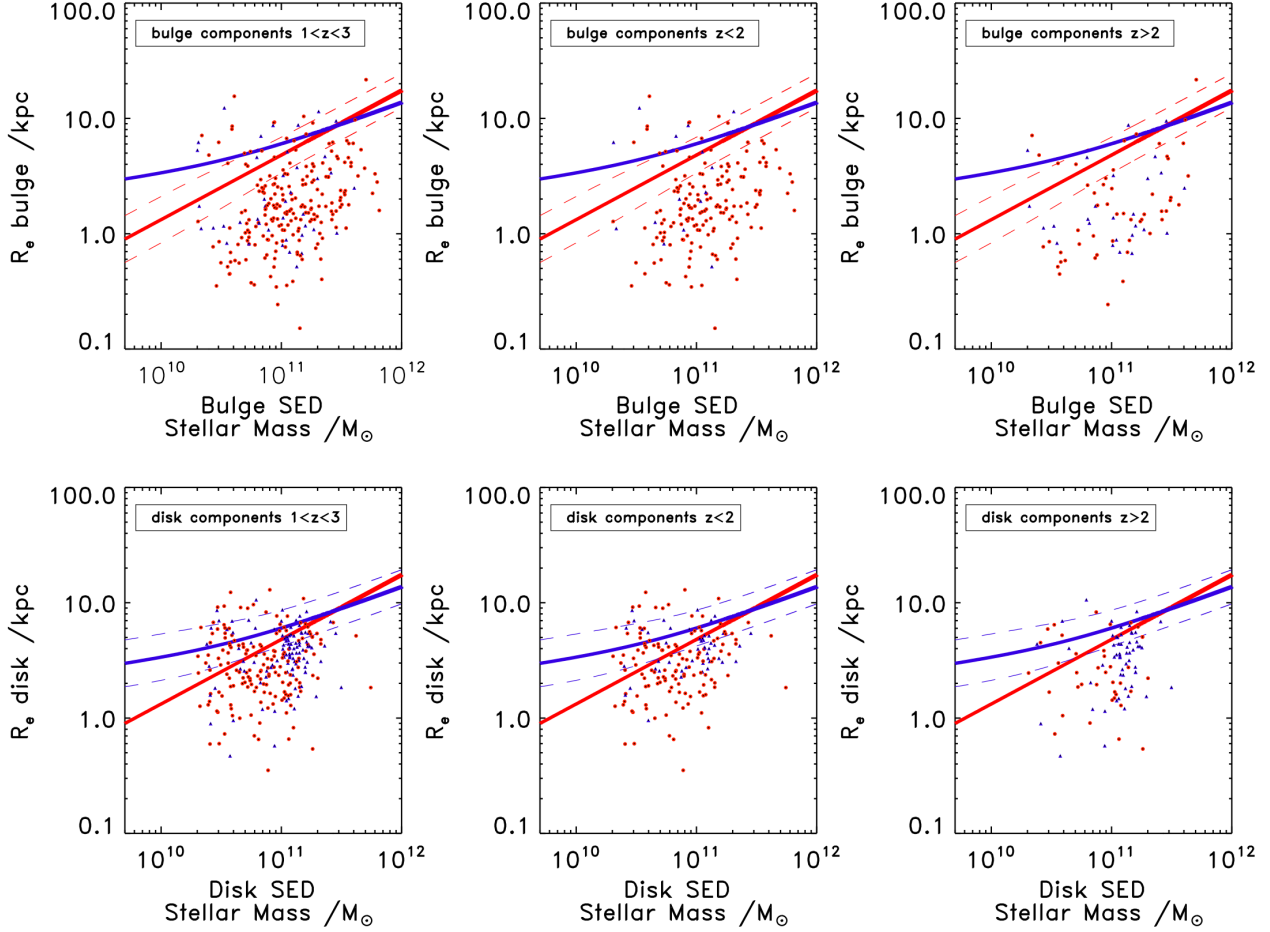 bulge components 1<z<3
100.0
10.0
1.0
0.1
R_e bulge /kpc
10^10 10^11 10^12
Bulge SED
Stellar Mass /M_⊙
bulge components z<2
100.0
10.0
1.0
0.1
R_e bulge /kpc
10^10 10^11 10^12
Bulge SED
Stellar Mass /M_⊙
bulge components z>2
100.0
10.0
1.0
0.1
R_e bulge /kpc
10^10 10^11 10^12
Bulge SED
Stellar Mass /M_⊙
disk components 1<z<3
100.0
10.0
1.0
0.1
R_e disk /kpc
10^10 10^11 10^12
Disk SED
Stellar Mass /M_⊙
disk components z<2
100.0
10.0
1.0
0.1
R_e disk /kpc
10^10 10^11 10^12
Disk SED
Stellar Mass /M_⊙
disk components z>2
100.0
10.0
1.0
0.1
R_e disk /kpc
10^10 10^11 10^12
Disk SED
Stellar Mass /M_⊙